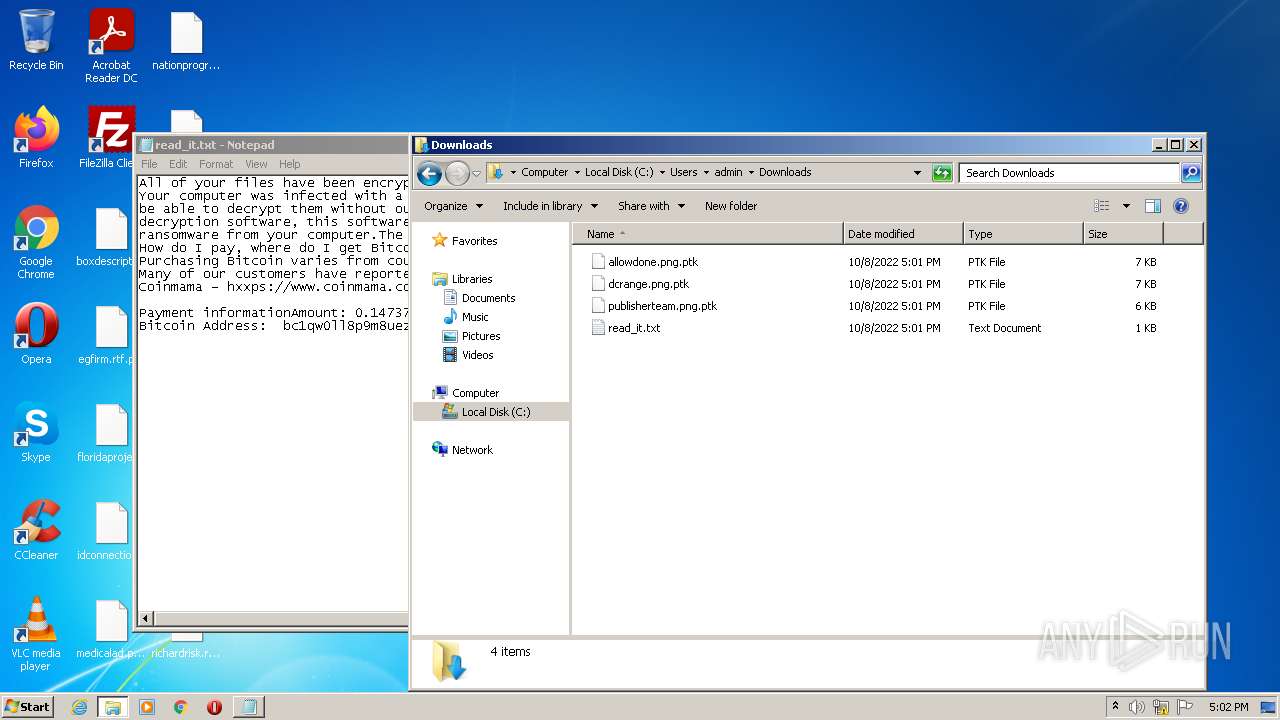 Recycle Bin
Acrobat
Reader DC
nationprogr...
Firefox
FileZilla Clie
Google
Chrome
boxdescript
Opera
egfirm.rtf.p
Skype
floridaproje
CCleaner
idconnectio
VLC media
player
medicalad.p...
richardrisk.r...
read_it.txt - Notepad
File Edit Format View Help
All of your files have been encryp
Your computer was infected with a
be able to decrypt them without ou
decryption software, this software
ransomware from your computer.The
How do I pay, where do I get Bitco
Purchasing Bitcoin varies from cou
Many of our customers have reporte
Coinmama - hxxps://www.coinmama.co
Payment informationAmount: 0.14737
Bitcoin Address:  bc1qw0ll8p9m8uez
Downloads
Computer Local Disk (C:) Users admin Downloads
Search Downloads
Organize Include in library Share with New folder
Favorites
Libraries
Documents
Music
Pictures
Videos
Computer
Local Disk (C:)
Network
Name Date modified Type Size
allowdone.png.ptk 10/8/2022 5:01 PM PTK File 7 KB
dcrange.png.ptk 10/8/2022 5:01 PM PTK File 7 KB
publisherteam.png.ptk 10/8/2022 5:01 PM PTK File 6 KB
read_it.txt 10/8/2022 5:01 PM Text Document 1 KB
4 items
ANY RUN
Start
5:02 PM